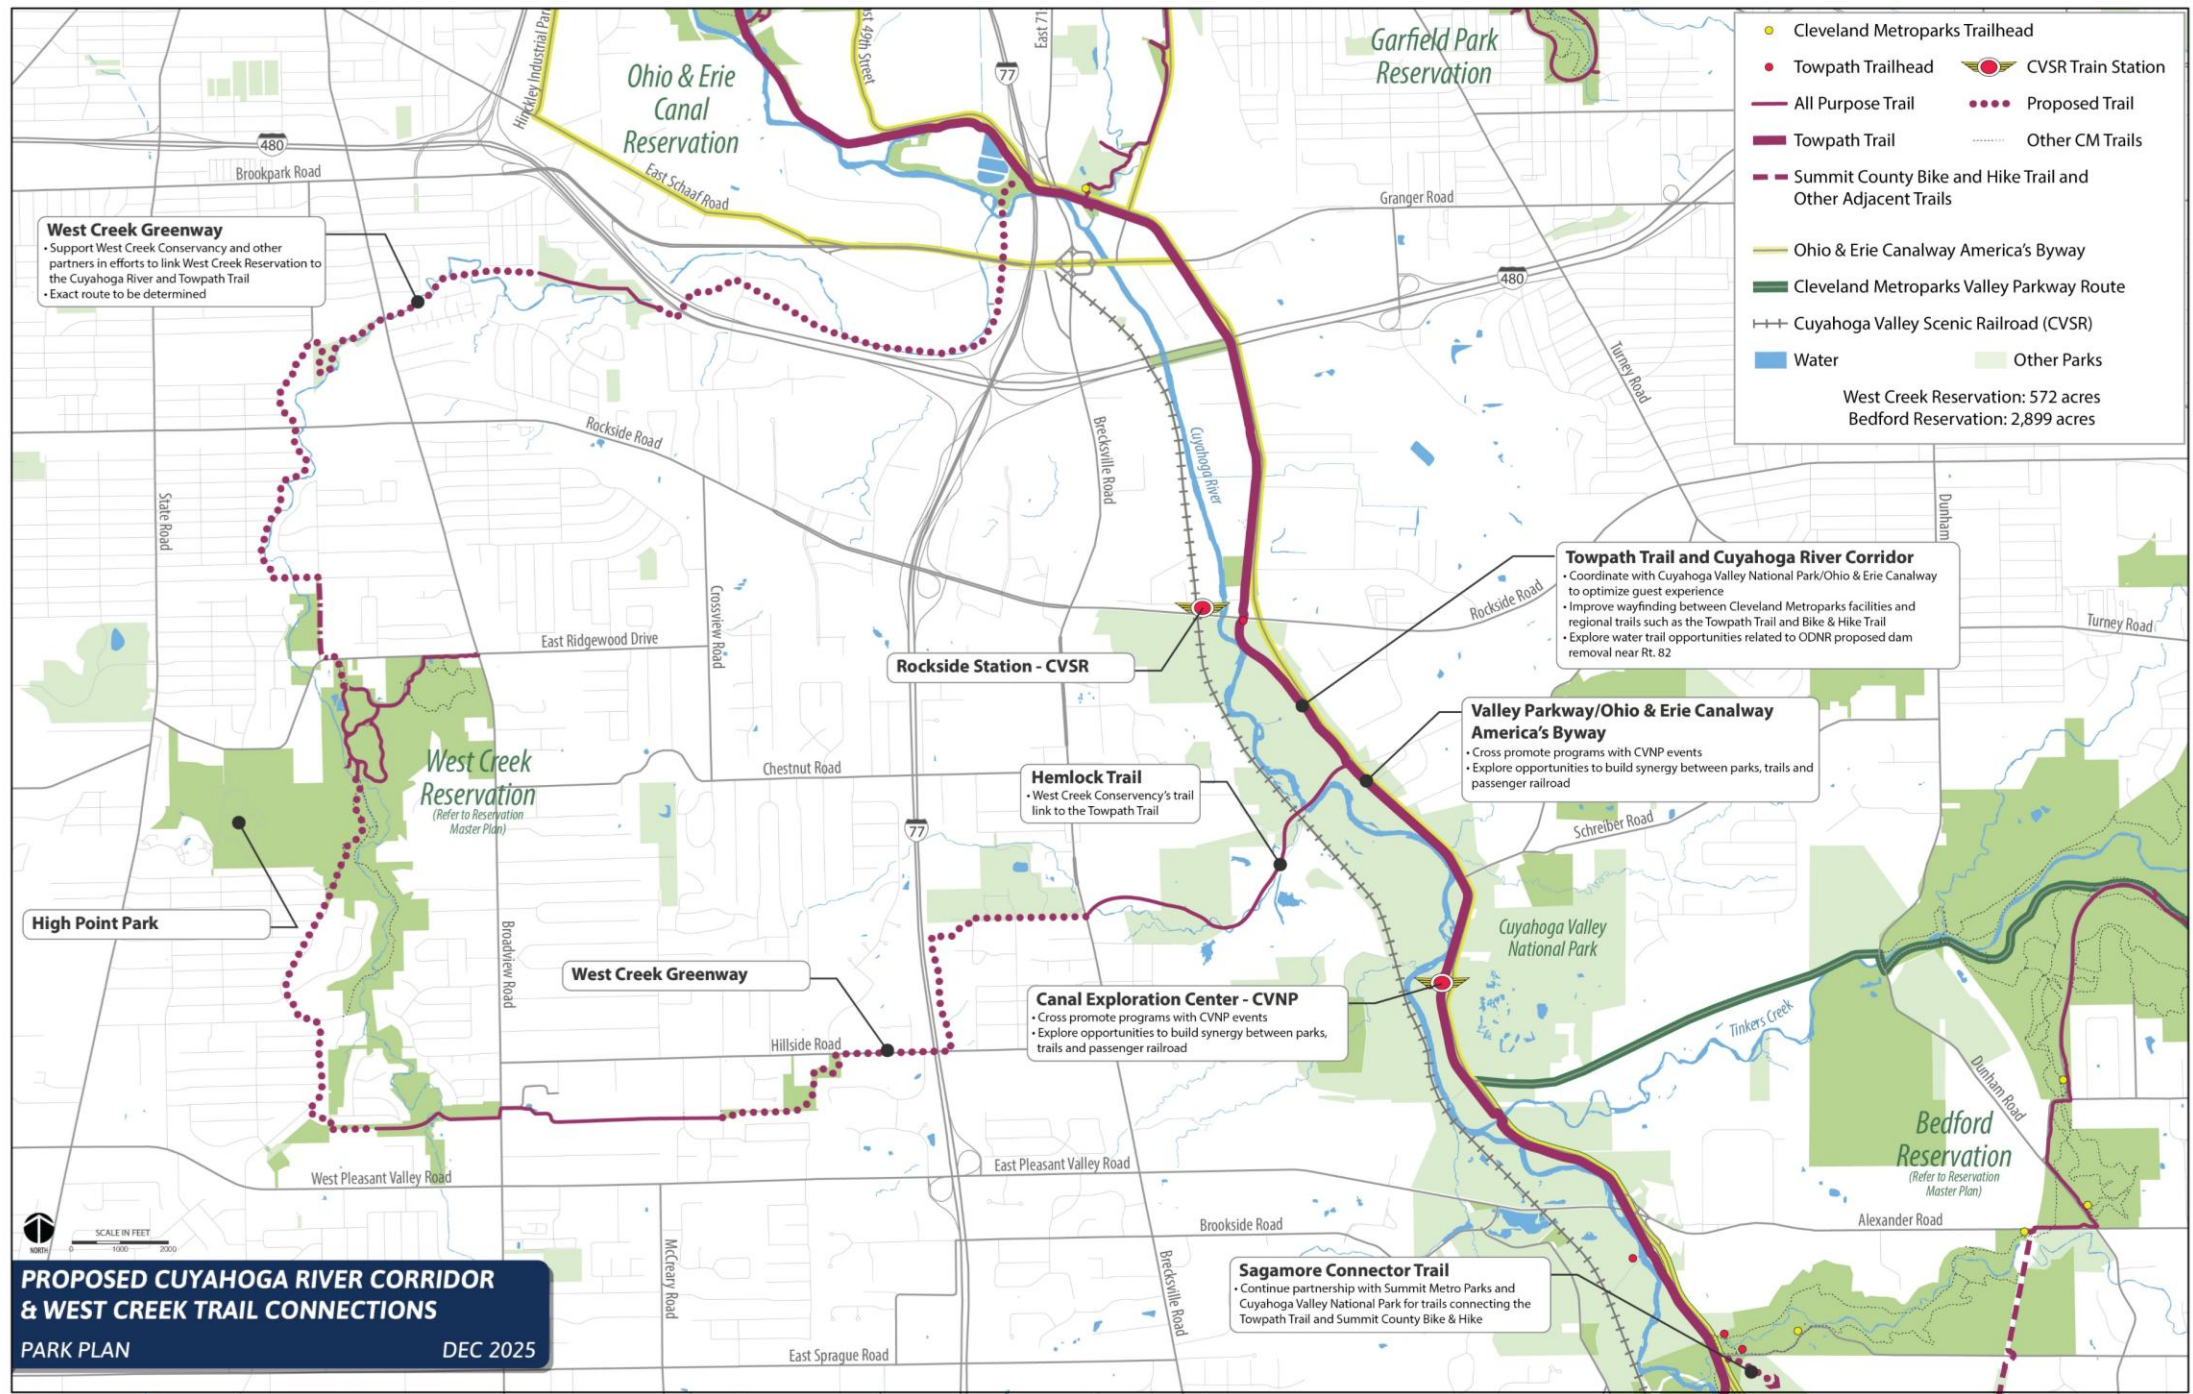 Hinckley Industrial Par
st 49th Street
East 71
77
Ohio & Erie
Canal
Reservation
Garfield Park
Reservation
480
Brookpark Road
East Schaaf Road
Granger Road
480
Turney Road
Cleveland Metroparks Trailhead
Towpath Trailhead
CVSR Train Station
All Purpose Trail
Proposed Trail
Towpath Trail
Other CM Trails
Summit County Bike and Hike Trail and
Other Adjacent Trails
Ohio & Erie Canalway America's Byway
Cleveland Metroparks Valley Parkway Route
Cuyahoga Valley Scenic Railroad (CVSR)
Water
Other Parks
West Creek Reservation: 572 acres
Bedford Reservation: 2,899 acres
West Creek Greenway
• Support West Creek Conservancy and other
partners in efforts to link West Creek Reservation to
the Cuyahoga River and Towpath Trail
• Exact route to be determined
Rockside Road
Brecksville Road
Cuyahoga River
State Road
Dunham
Crossview Road
East Ridgewood Drive
Rockside Road
Turney Road
Towpath Trail and Cuyahoga River Corridor
• Coordinate with Cuyahoga Valley National Park/Ohio & Erie Canalway
to optimize guest experience
• Improve wayfinding between Cleveland Metroparks facilities and
regional trails such as the Towpath Trail and Bike & Hike Trail
• Explore water trail opportunities related to ODNR proposed dam
removal near Rt. 82
Rockside Station - CVSR
Valley Parkway/Ohio & Erie Canalway
America's Byway
• Cross promote programs with CVNP events
• Explore opportunities to build synergy between parks, trails and
passenger railroad
West Creek
Reservation
(Refer to Reservation
Master Plan)
Chestnut Road
Hemlock Trail
• West Creek Conservency's trail
link to the Towpath Trail
Schreiber Road
77
High Point Park
Broadview Road
Cuyahoga Valley
National Park
West Creek Greenway
Canal Exploration Center - CVNP
• Cross promote programs with CVNP events
• Explore opportunities to build synergy between parks,
trails and passenger railroad
Hillside Road
Tinkers Creek
Dunham Road
Bedford
Reservation
(Refer to Reservation
Master Plan)
West Pleasant Valley Road
East Pleasant Valley Road
Brookside Road
Alexander Road
McCreary Road
Brecksville Road
Sagamore Connector Trail
• Continue partnership with Summit Metro Parks and
Cuyahoga Valley National Park for trails connecting the
Towpath Trail and Summit County Bike & Hike
East Sprague Road
NORTH
SCALE IN FEET
0 1000 2000
PROPOSED CUYAHOGA RIVER CORRIDOR
& WEST CREEK TRAIL CONNECTIONS
PARK PLAN DEC 2025